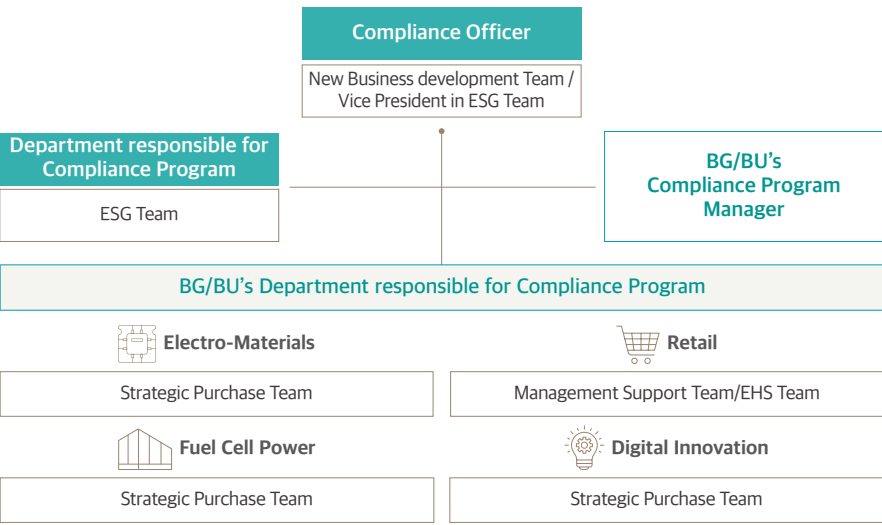 Compliance Officer
New Business development Team /
Vice President in ESG Team
Department responsible for
Compliance Program
ESG Team
BG/BU’s
Compliance Program
Manager
BG/BU’s Department responsible for Compliance Program
Electro-Materials
Retail
Strategic Purchase Team
Management Support Team/EHS Team
Fuel Cell Power
Digital Innovation
Strategic Purchase Team
Strategic Purchase Team